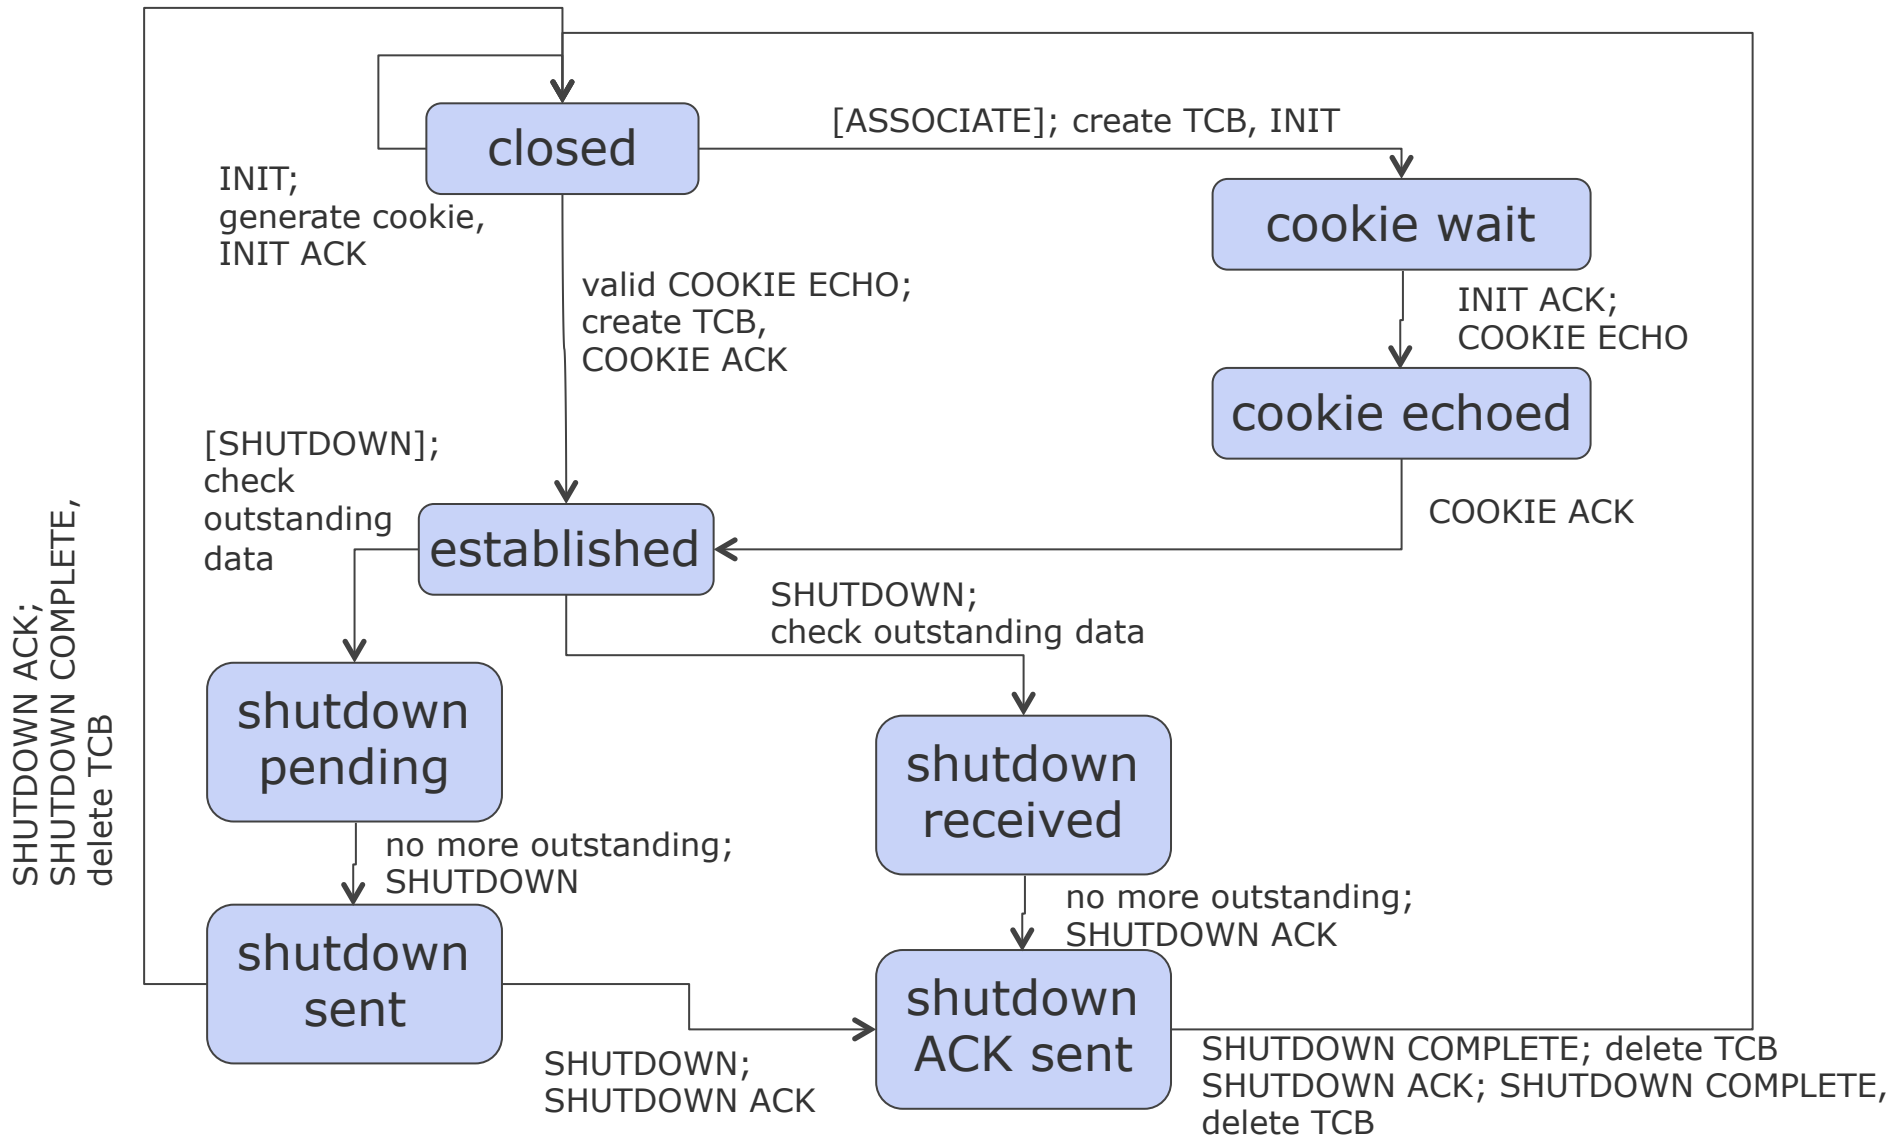 closed
[ASSOCIATE]; create TCB, INIT
INIT;
generate cookie,
INIT ACK
cookie wait
valid COOKIE ECHO;
create TCB,
COOKIE ACK
INIT ACK;
COOKIE ECHO
cookie echoed
[SHUTDOWN];
check
outstanding
data
COOKIE ACK
established
SHUTDOWN;
check outstanding data
SHUTDOWN ACK;
SHUTDOWN COMPLETE,
delete TCB
shutdown
pending
shutdown
received
no more outstanding;
SHUTDOWN
no more outstanding;
SHUTDOWN ACK
shutdown
sent
shutdown
ACK sent
SHUTDOWN;
SHUTDOWN ACK
SHUTDOWN COMPLETE; delete TCB
SHUTDOWN ACK; SHUTDOWN COMPLETE,
delete TCB